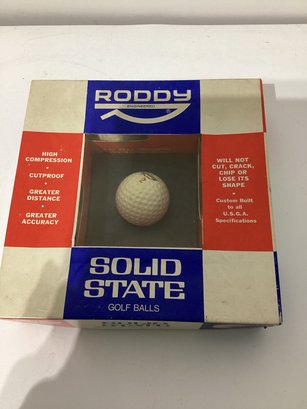 RODDY
ENGINEERED
HIGH
COMPRESSION
•
CUTPROOF
•
GREATER
DISTANCE
•
GREATER
ACCURACY
WILL NOT
CUT, CRACK,
CHIP OR
LOSE ITS
SHAPE
•
Custom Built
to all
U.S.G.A.
Specifications
SOLID
STATE
GOLF BALLS